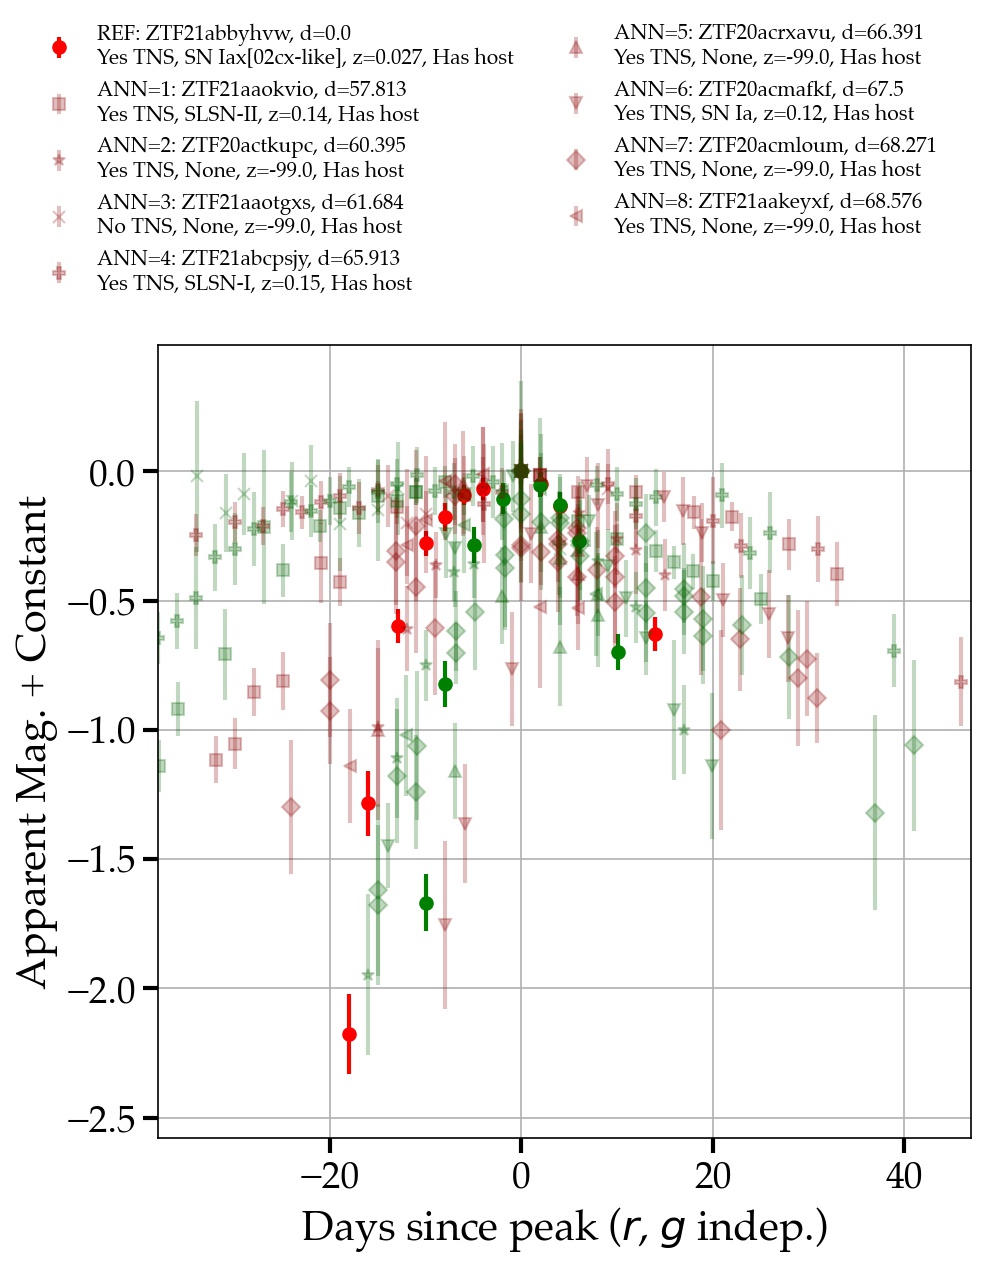 REF: ZTF21abbyhvw, d=0.0
Yes TNS, SN Iax[02cx-like], z=0.027, Has host
ANN=1: ZTF21aaokvio, d=57.813
Yes TNS, SLSN-II, z=0.14, Has host
ANN=2: ZTF20actkupc, d=60.395
Yes TNS, None, z=-99.0, Has host
ANN=3: ZTF21aaotgxs, d=61.684
No TNS, None, z=-99.0, Has host
ANN=4: ZTF21abcpsjy, d=65.913
Yes TNS, SLSN-I, z=0.15, Has host
ANN=5: ZTF20acrxavu, d=66.391
Yes TNS, None, z=-99.0, Has host
ANN=6: ZTF20acmafkf, d=67.5
Yes TNS, SN Ia, z=0.12, Has host
ANN=7: ZTF20acmloum, d=68.271
Yes TNS, None, z=-99.0, Has host
ANN=8: ZTF21aakeyxf, d=68.576
Yes TNS, None, z=-99.0, Has host
Apparent Mag. + Constant
0.0
−0.5
−1.0
−1.5
−2.0
−2.5
−20
0
20
40
Days since peak (r, g indep.)